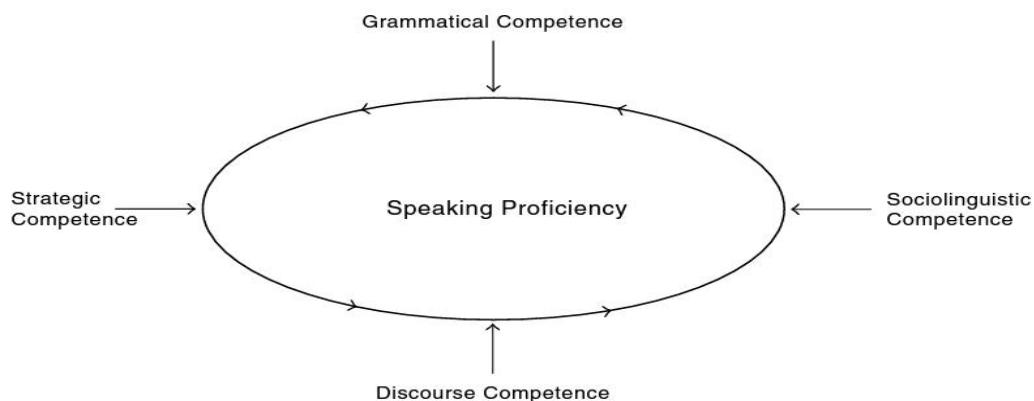 Grammatical Competence
Strategic
Competence
Speaking Proficiency
Sociolinguistic
Competence
Discourse Competence